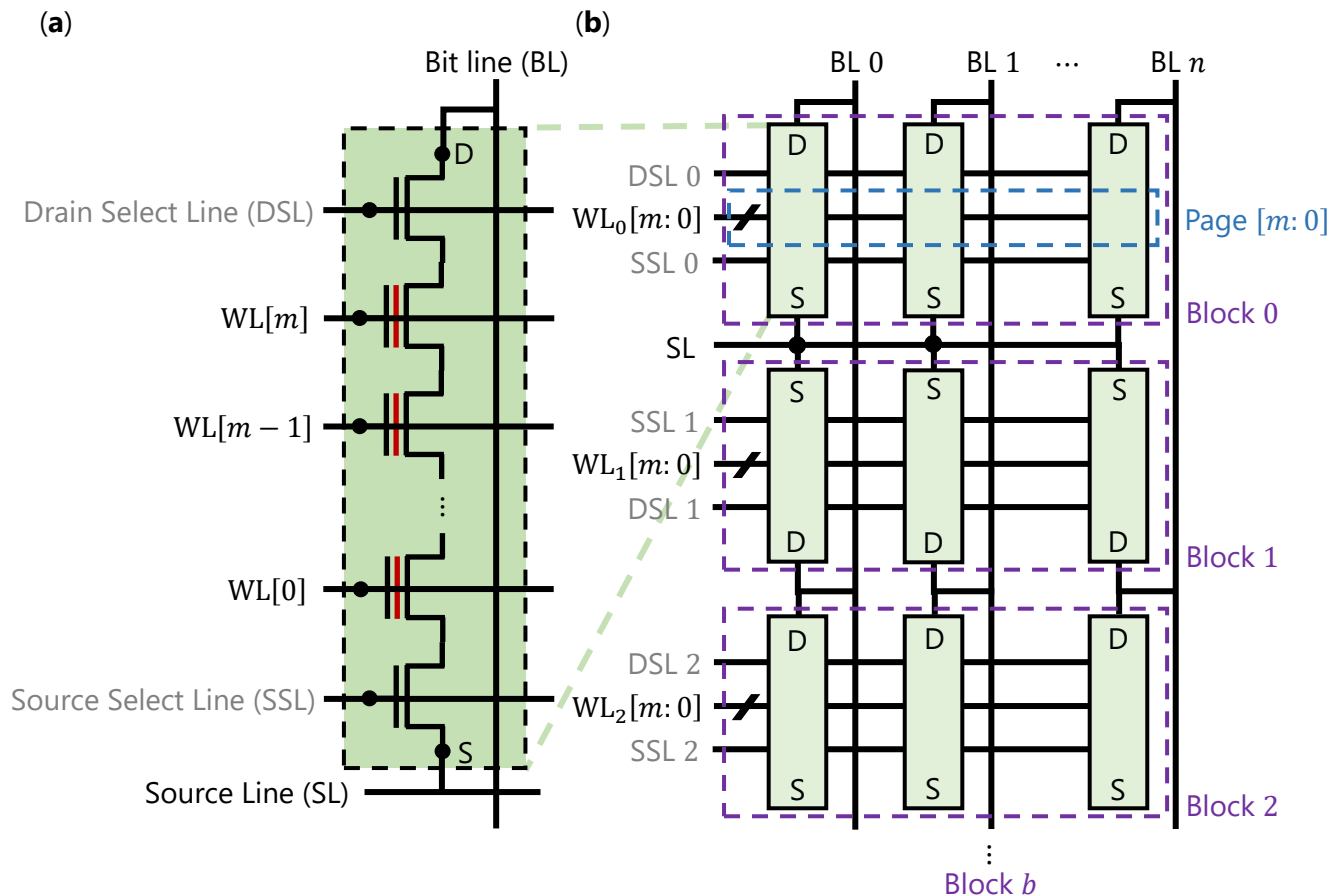 (a)
Bit line (BL)
D
Drain Select Line (DSL)
WL[m]
WL[m − 1]
⋮
WL[0]
Source Select Line (SSL)
S
Source Line (SL)
(b)
BL 0 BL 1 ⋯ BL n
D D D
DSL 0
WL₀[m: 0]
Page [m: 0]
SSL 0
S S S
Block 0
SL
S S S
SSL 1
WL₁[m: 0]
DSL 1
D D D
Block 1
D D D
DSL 2
WL₂[m: 0]
SSL 2
S S S
Block 2
⋮
Block b